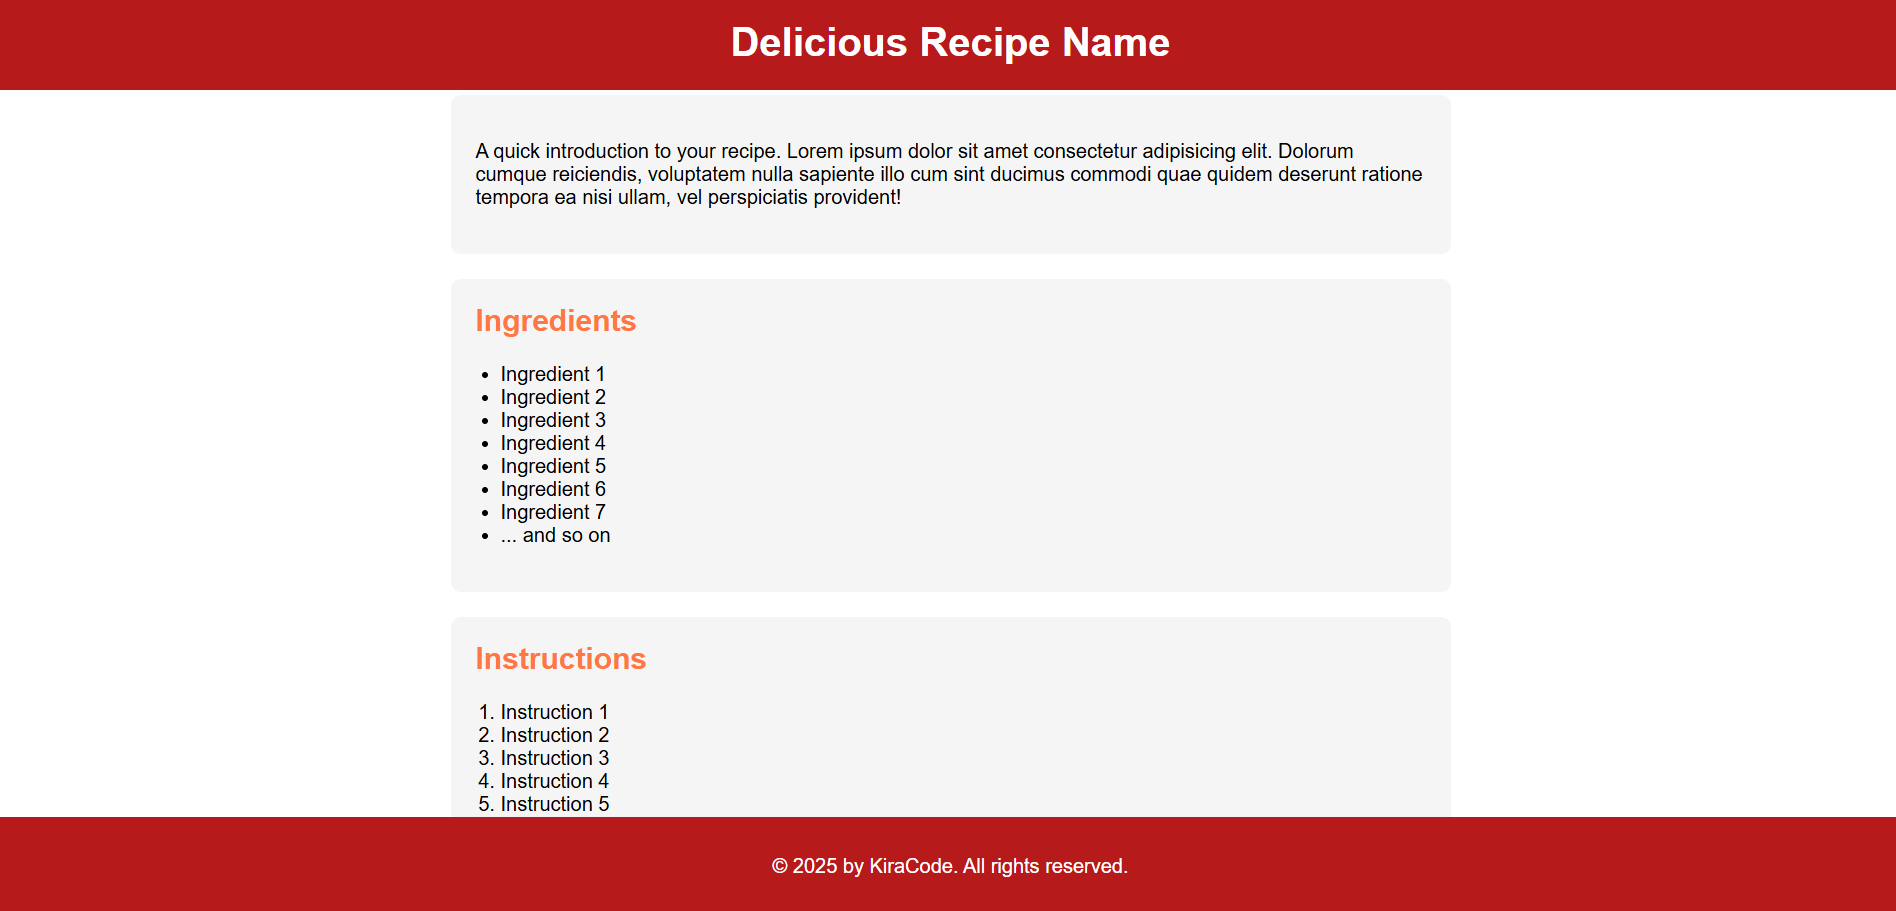 Delicious Recipe Name
A quick introduction to your recipe. Lorem ipsum dolor sit amet consectetur adipisicing elit. Dolorum
cumque reiciendis, voluptatem nulla sapiente illo cum sint ducimus commodi quae quidem deserunt ratione
tempora ea nisi ullam, vel perspiciatis provident!
Ingredients
• Ingredient 1
• Ingredient 2
• Ingredient 3
• Ingredient 4
• Ingredient 5
• Ingredient 6
• Ingredient 7
• ... and so on
Instructions
1. Instruction 1
2. Instruction 2
3. Instruction 3
4. Instruction 4
5. Instruction 5
© 2025 by KiraCode. All rights reserved.